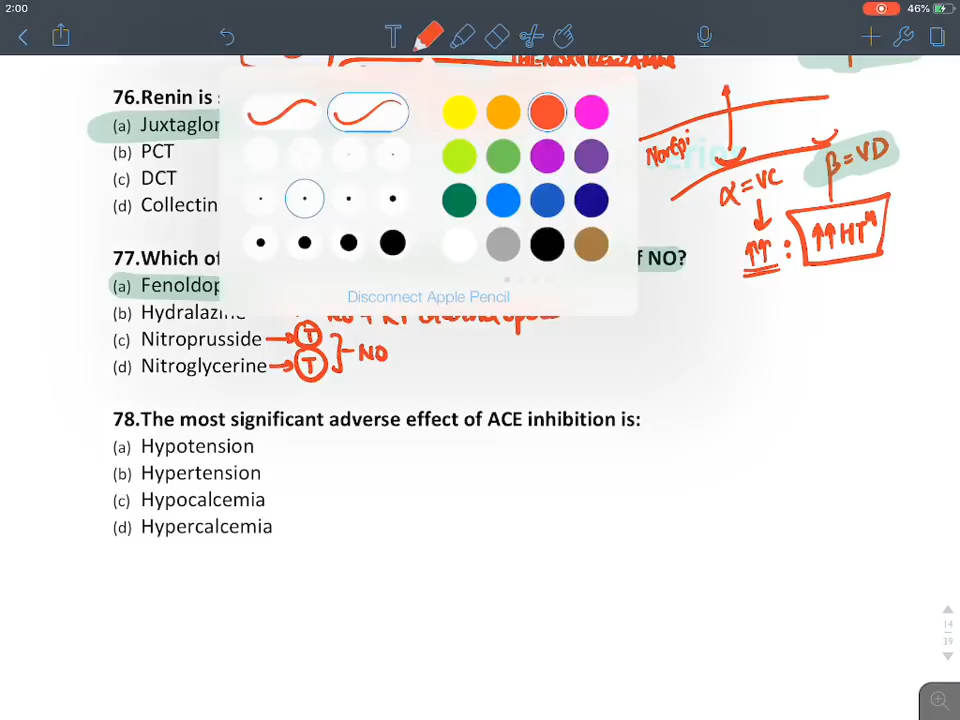 2:00
46%
T
76.Renin is
Norepi
(a) Juxtaglor
(b) PCT
α = VC
β = VD
(c) DCT
(d) Collectin
↑↑ : ↑↑HT
77.Which of
f NO?
(a) Fenoldop
Disconnect Apple Pencil
(b) Hydralazine
(c) Nitroprusside → T
NO
(d) Nitroglycerine → T
78.The most significant adverse effect of ACE inhibition is:
(a) Hypotension
(b) Hypertension
(c) Hypocalcemia
(d) Hypercalcemia
14
39